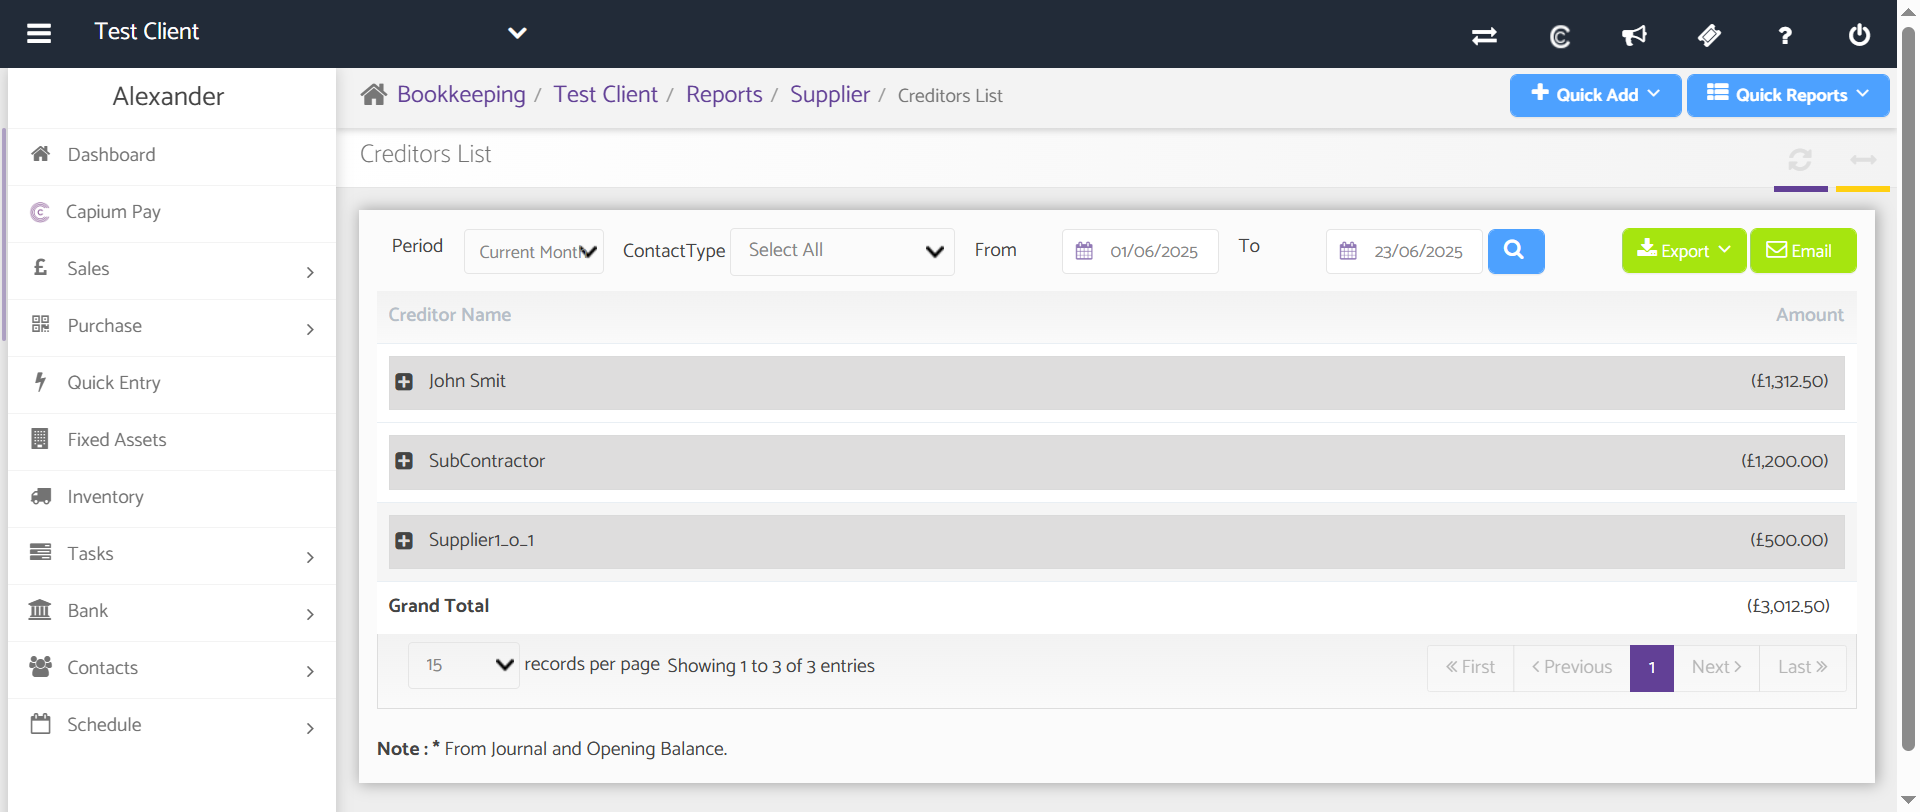 Test Client
Alexander
Bookkeeping / Test Client / Reports / Supplier / Creditors List
Quick Add
Quick Reports
Dashboard
Capium Pay
Sales
Purchase
Quick Entry
Fixed Assets
Inventory
Tasks
Bank
Contacts
Schedule
Creditors List
Period Current Month ContactType Select All From 01/06/2025 To 23/06/2025 Export Email
Creditor Name Amount
John Smit (£1,312.50)
SubContractor (£1,200.00)
Supplier1_0_1 (£500.00)
Grand Total (£3,012.50)
15 records per page Showing 1 to 3 of 3 entries « First < Previous 1 Next > Last »
Note : * From Journal and Opening Balance.